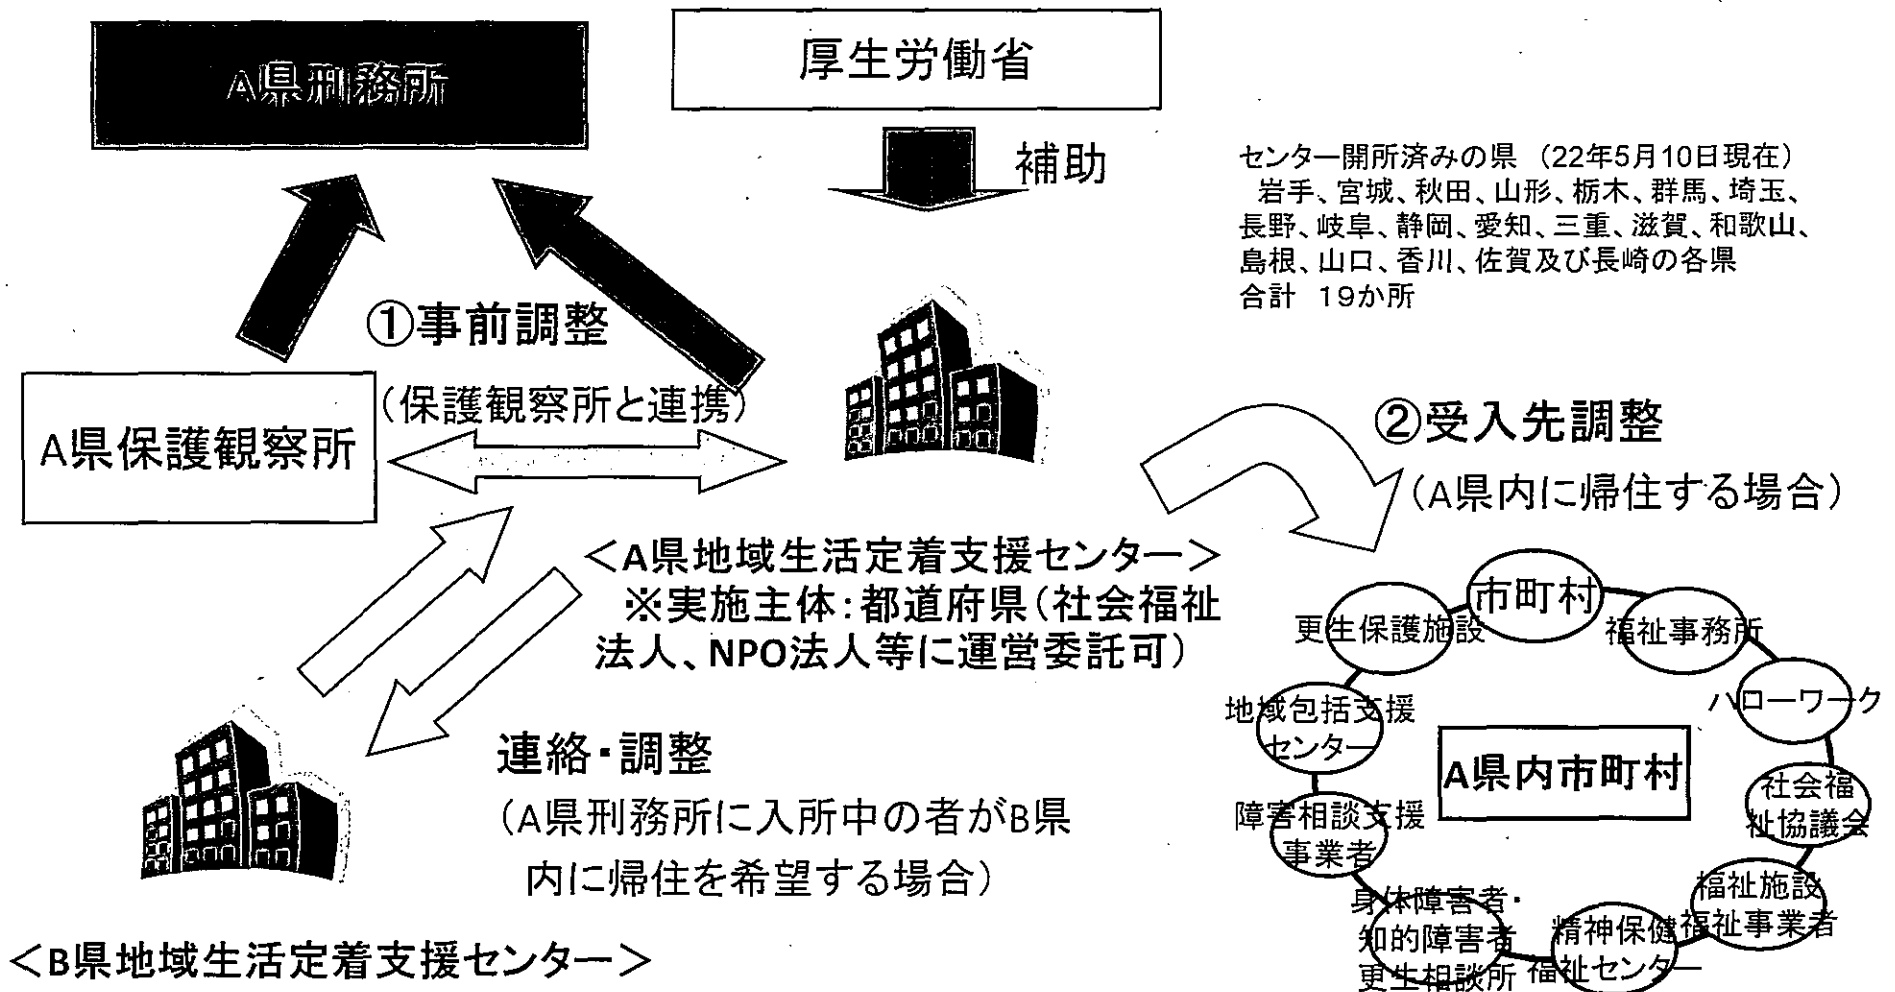 A県刑務所
厚生労働省
補助
センター開所済みの県 （22年5月10日現在）
岩手、宮城、秋田、山形、栃木、群馬、埼玉、
長野、岐阜、静岡、愛知、三重、滋賀、和歌山、
島根、山口、香川、佐賀及び長崎の各県
合計 19か所
①事前調整
（保護観察所と連携）
A県保護観察所
②受入先調整
（A県内に帰住する場合）
＜A県地域生活定着支援センター＞
※実施主体：都道府県（社会福祉
法人、NPO法人等に運営委託可）
市町村
更生保護施設
福祉事務所
ハローワーク
地域包括支援
センター
A県内市町村
社会福
祉協議会
障害相談支援
事業者
福祉施設
福祉事業者
身体障害者・
知的障害者
更生相談所
精神保健
福祉センター
連絡・調整
（A県刑務所に入所中の者がB県
内に帰住を希望する場合）
＜B県地域生活定着支援センター＞